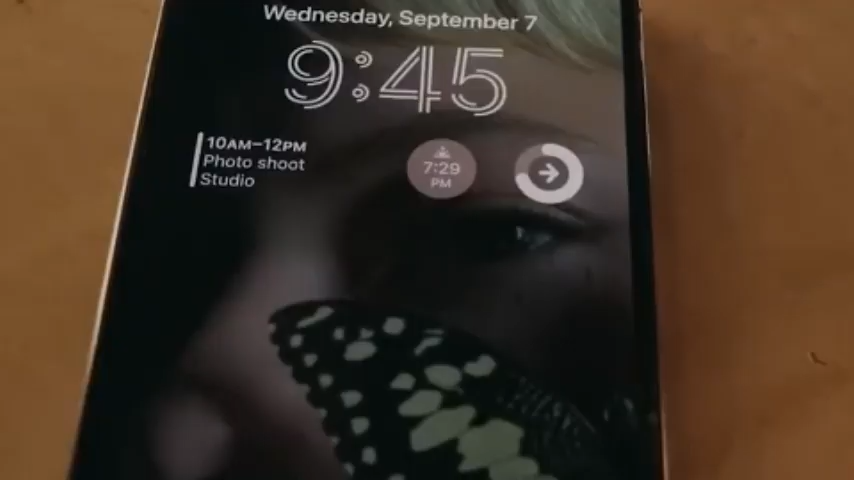 Wednesday, September 7
9:45
10AM–12PM
Photo shoot
Studio
7:29
PM